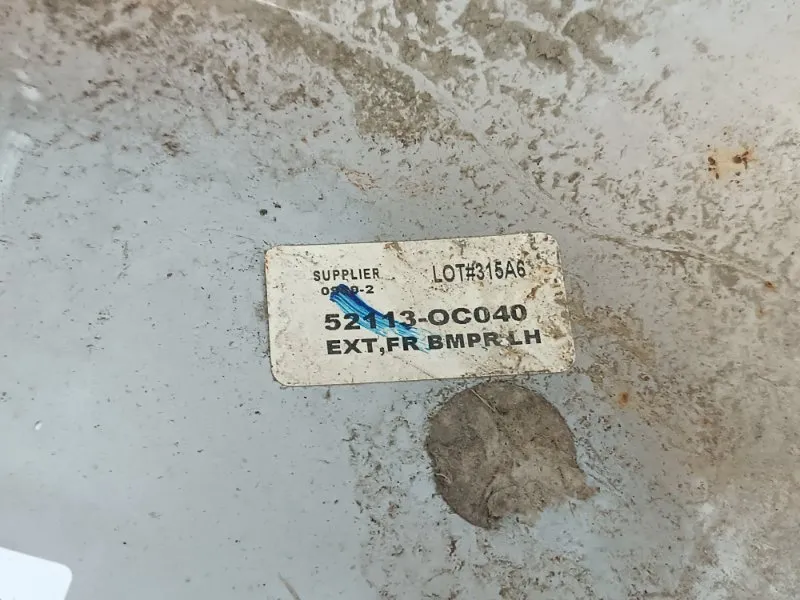 SUPPLIER LOT#315A6
52113-OC040
EXT,FR BMPR LH